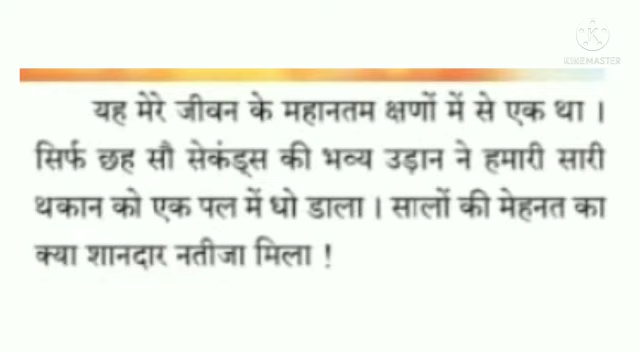 KINEMASTER
यह मेरे जीवन के महानतम क्षणों में से एक था ।
सिर्फ छह सौ सेकंड्स की भव्य उड़ान ने हमारी सारी
थकान को एक पल में धो डाला । सालों की मेहनत का
क्या शानदार नतीजा मिला !